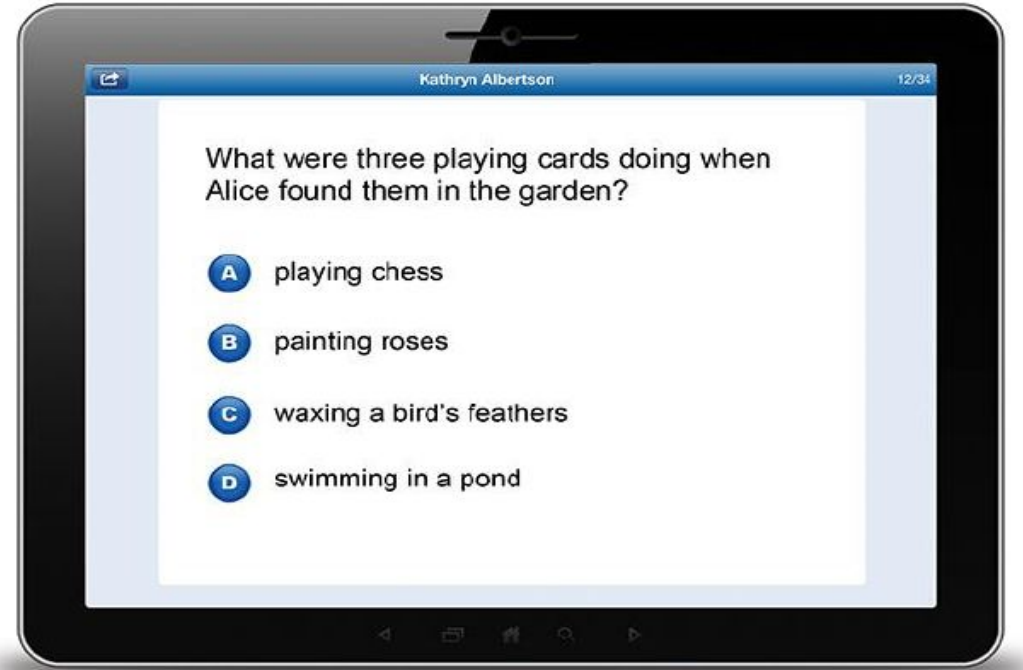 Kathryn Albertson
12/34
What were three playing cards doing when
Alice found them in the garden?
A playing chess
B painting roses
C waxing a bird's feathers
D swimming in a pond